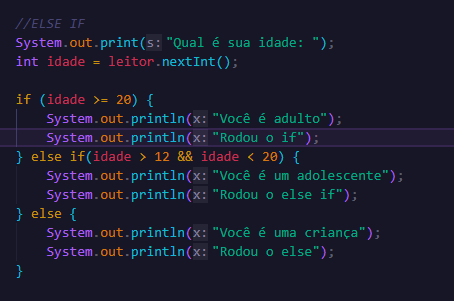 //ELSE IF
System.out.print(s: "Qual é sua idade: ");
int idade = leitor.nextInt();
if (idade >= 20) {
System.out.println(x: "Você é adulto");
System.out.println(x: "Rodou o if");
} else if(idade > 12 && idade < 20) {
System.out.println(x: "Você é um adolescente");
System.out.println(x: "Rodou o else if");
} else {
System.out.println(x: "Você é uma criança");
System.out.println(x: "Rodou o else");
}